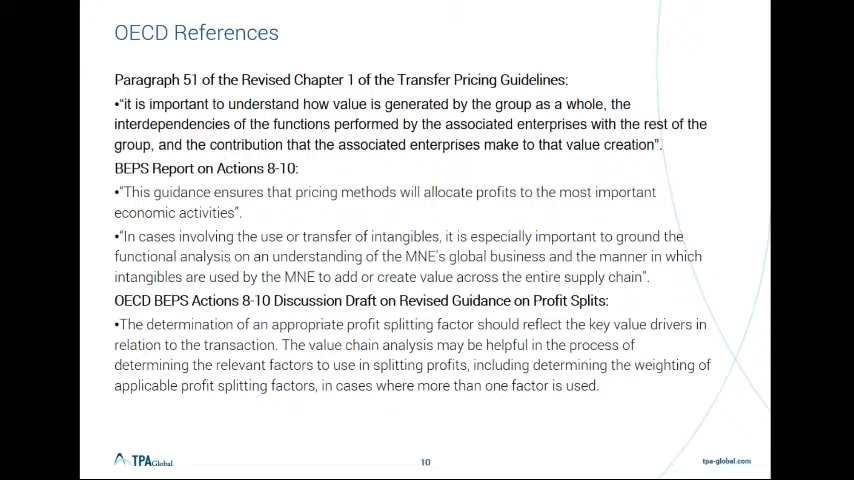 OECD References
Paragraph 51 of the Revised Chapter 1 of the Transfer Pricing Guidelines:
•"it is important to understand how value is generated by the group as a whole, the
interdependencies of the functions performed by the associated enterprises with the rest of the
group, and the contribution that the associated enterprises make to that value creation".
BEPS Report on Actions 8-10:
•"This guidance ensures that pricing methods will allocate profits to the most important
economic activities".
•"In cases involving the use or transfer of intangibles, it is especially important to ground the
functional analysis on an understanding of the MNE's global business and the manner in which
intangibles are used by the MNE to add or create value across the entire supply chain".
OECD BEPS Actions 8-10 Discussion Draft on Revised Guidance on Profit Splits:
•The determination of an appropriate profit splitting factor should reflect the key value drivers in
relation to the transaction. The value chain analysis may be helpful in the process of
determining the relevant factors to use in splitting profits, including determining the weighting of
applicable profit splitting factors, in cases where more than one factor is used.
TPA Global
10
tpa-global.com